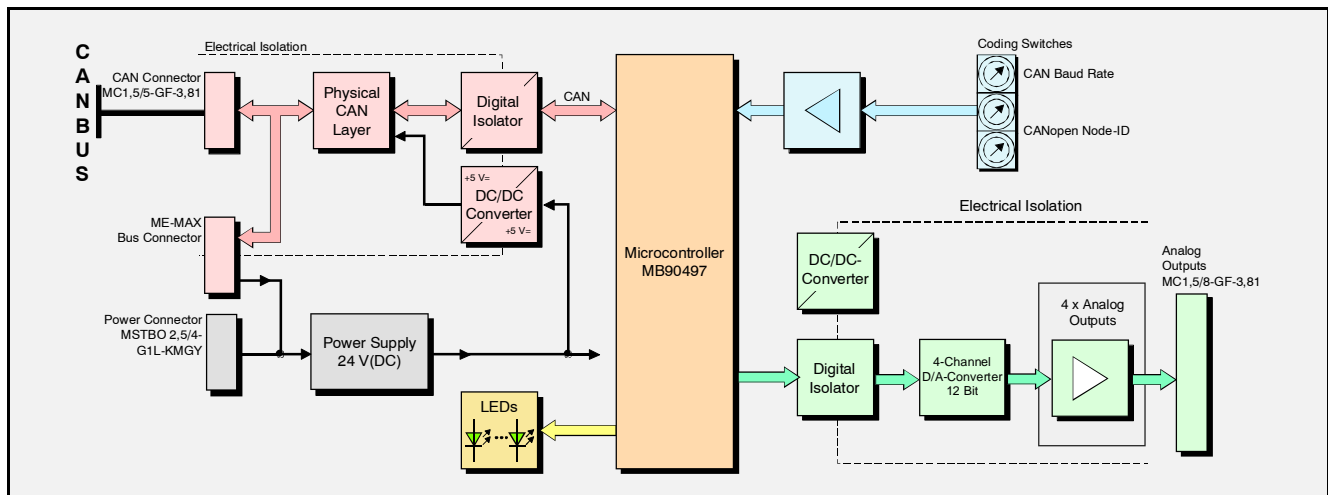 C
A
N
B
U
S
Electrical Isolation
CAN Connector
MC1,5/5-GF-3,81
Physical
CAN
Layer
Digital
Isolator
CAN
+5 V=
DC/DC
Converter
+5 V=
ME-MAX
Bus Connector
Power Connector
MSTBO 2,5/4-
G1L-KMGY
Power Supply
24 V(DC)
LEDs
Microcontroller
MB90497
Coding Switches
CAN Baud Rate
CANopen Node-ID
Electrical Isolation
DC/DC-
Converter
Digital
Isolator
4-Channel
D/A-Converter
12 Bit
4 x Analog
Outputs
Analog
Outputs
MC1,5/8-GF-3,81